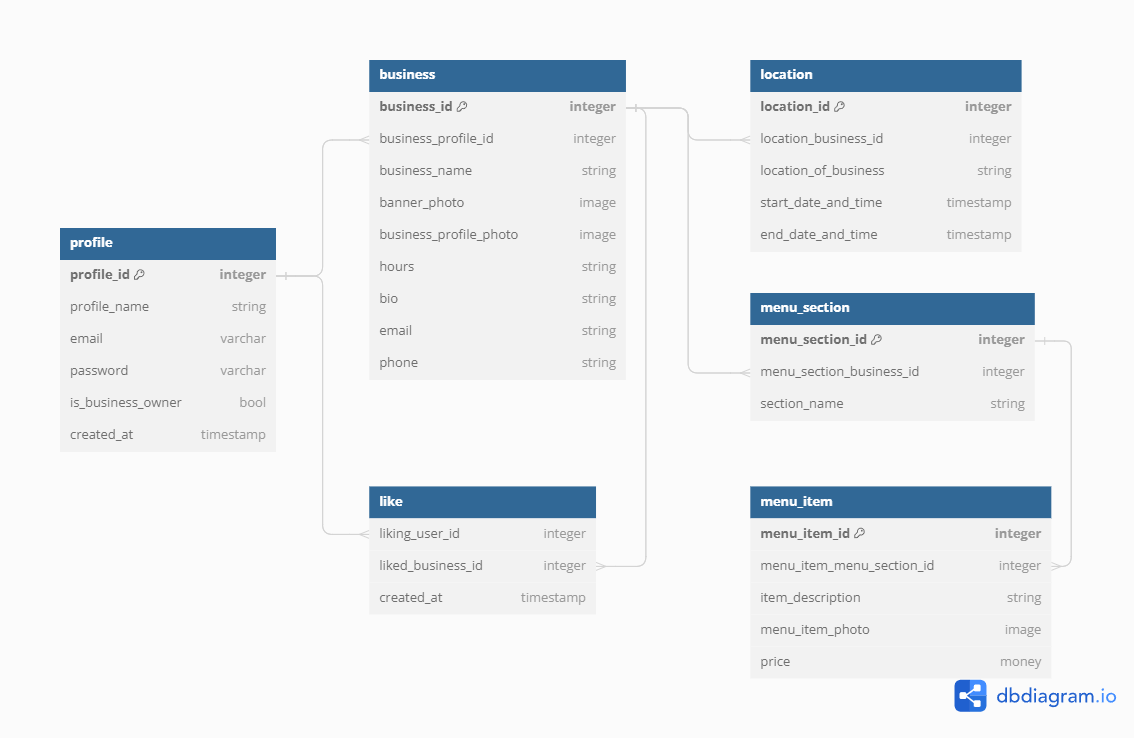 business
business_id integer
business_profile_id integer
business_name string
banner_photo image
business_profile_photo image
hours string
bio string
email string
phone string
location
location_id integer
location_business_id integer
location_of_business string
start_date_and_time timestamp
end_date_and_time timestamp
profile
profile_id integer
profile_name string
email varchar
password varchar
is_business_owner bool
created_at timestamp
menu_section
menu_section_id integer
menu_section_business_id integer
section_name string
like
liking_user_id integer
liked_business_id integer
created_at timestamp
menu_item
menu_item_id integer
menu_item_menu_section_id integer
item_description string
menu_item_photo image
price money
dbdiagram.io